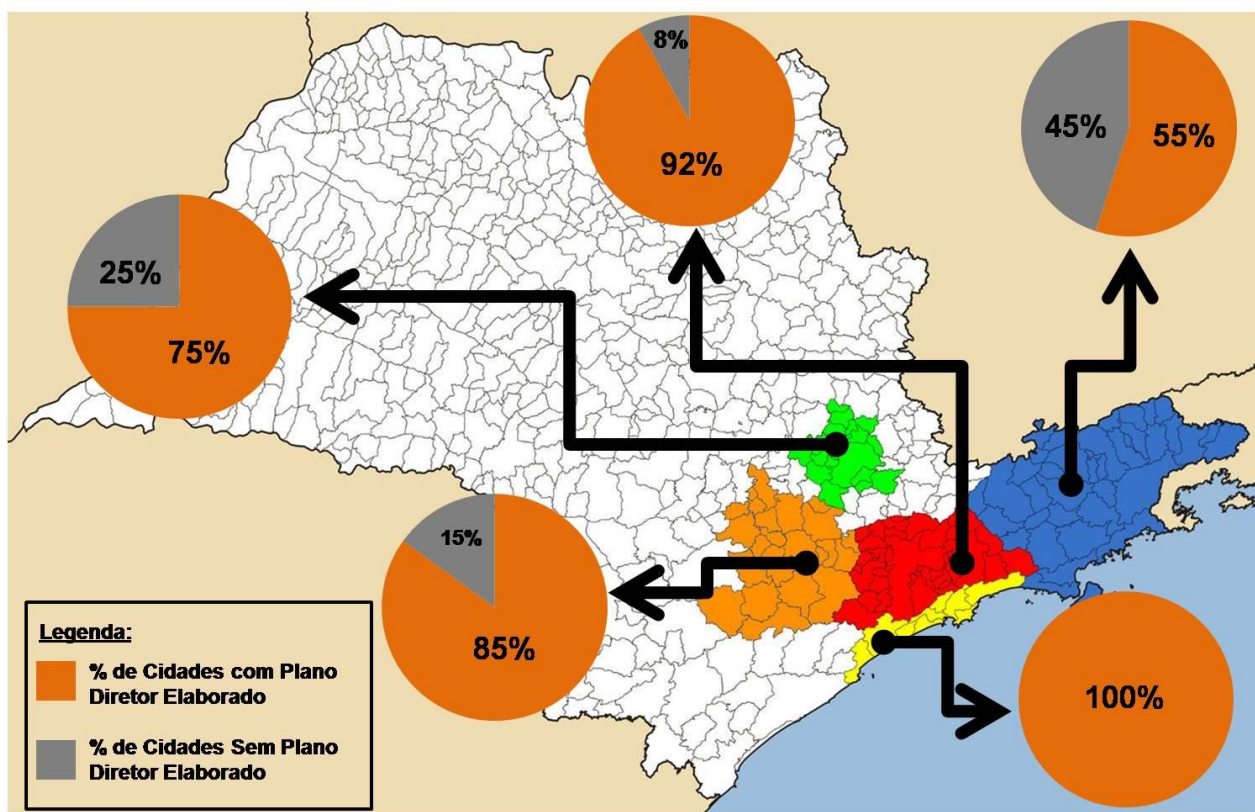 8%
92%
45%
55%
25%
75%
15%
85%
100%
Legenda:
% de Cidades com Plano
Diretor Elaborado
% de Cidades Sem Plano
Diretor Elaborado